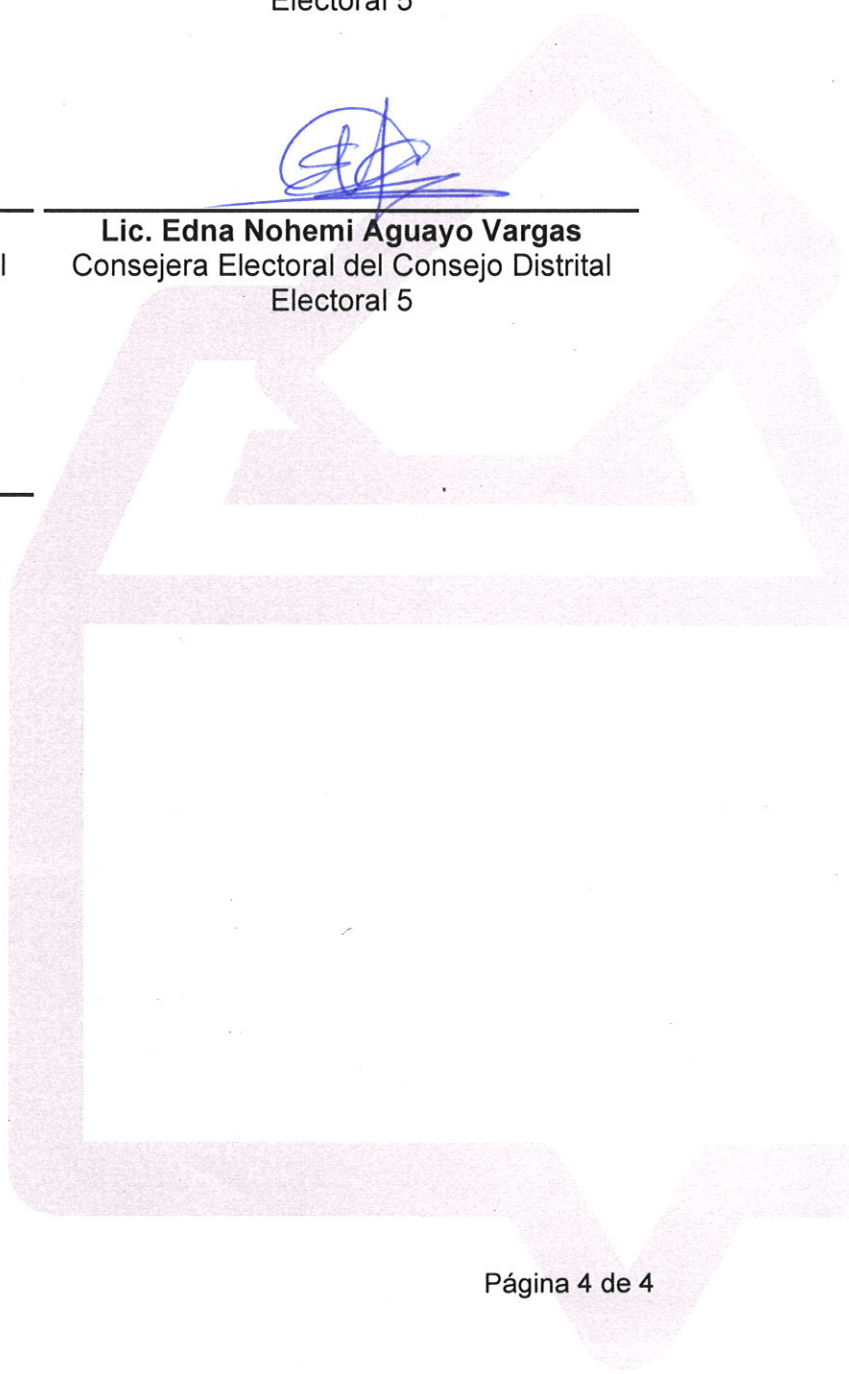 Electoral 5
Lic. Edna Nohemi Aguayo Vargas
l Consejera Electoral del Consejo Distrital
Electoral 5
Página 4 de 4